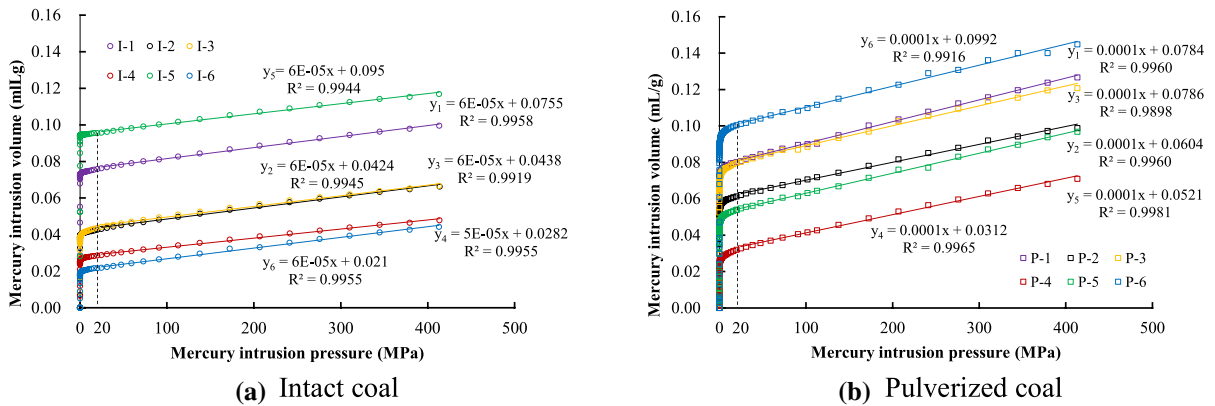 0.16
0.14
0.12
0.10
0.08
0.06
0.04
0.02
0.00
Mercury intrusion volume (milLg)
I-1 I-2 I-3
I-4 I-5 I-6
y₅= 6E-05x + 0.095
R² = 0.9944
y₁ = 6E-05x + 0.0755
R² = 0.9958
y₂ = 6E-05x + 0.0424
R² = 0.9945
y₃ = 6E-05x + 0.0438
R² = 0.9919
y₄ = 5E-05x + 0.0282
R² = 0.9955
y₆ = 6E-05x + 0.021
R² = 0.9955
0 20 100 200 300 400 500
Mercury intrusion pressure (MPa)
(a) Intact coal
0.16
0.14
0.12
0.10
0.08
0.06
0.04
0.02
0.00
Mercury intrusion volume (mL/g)
y₆ = 0.0001x + 0.0992
R² = 0.9916
y₁ = 0.0001x + 0.0784
R² = 0.9960
y₃ = 0.0001x + 0.0786
R² = 0.9898
y₂ = 0.0001x + 0.0604
R² = 0.9960
y₅ = 0.0001x + 0.0521
R² = 0.9981
y₄ = 0.0001x + 0.0312
R² = 0.9965
P-1 P-2 P-3
P-4 P-5 P-6
0 20 100 200 300 400 500
Mercury intrusion pressure (MPa)
(b) Pulverized coal